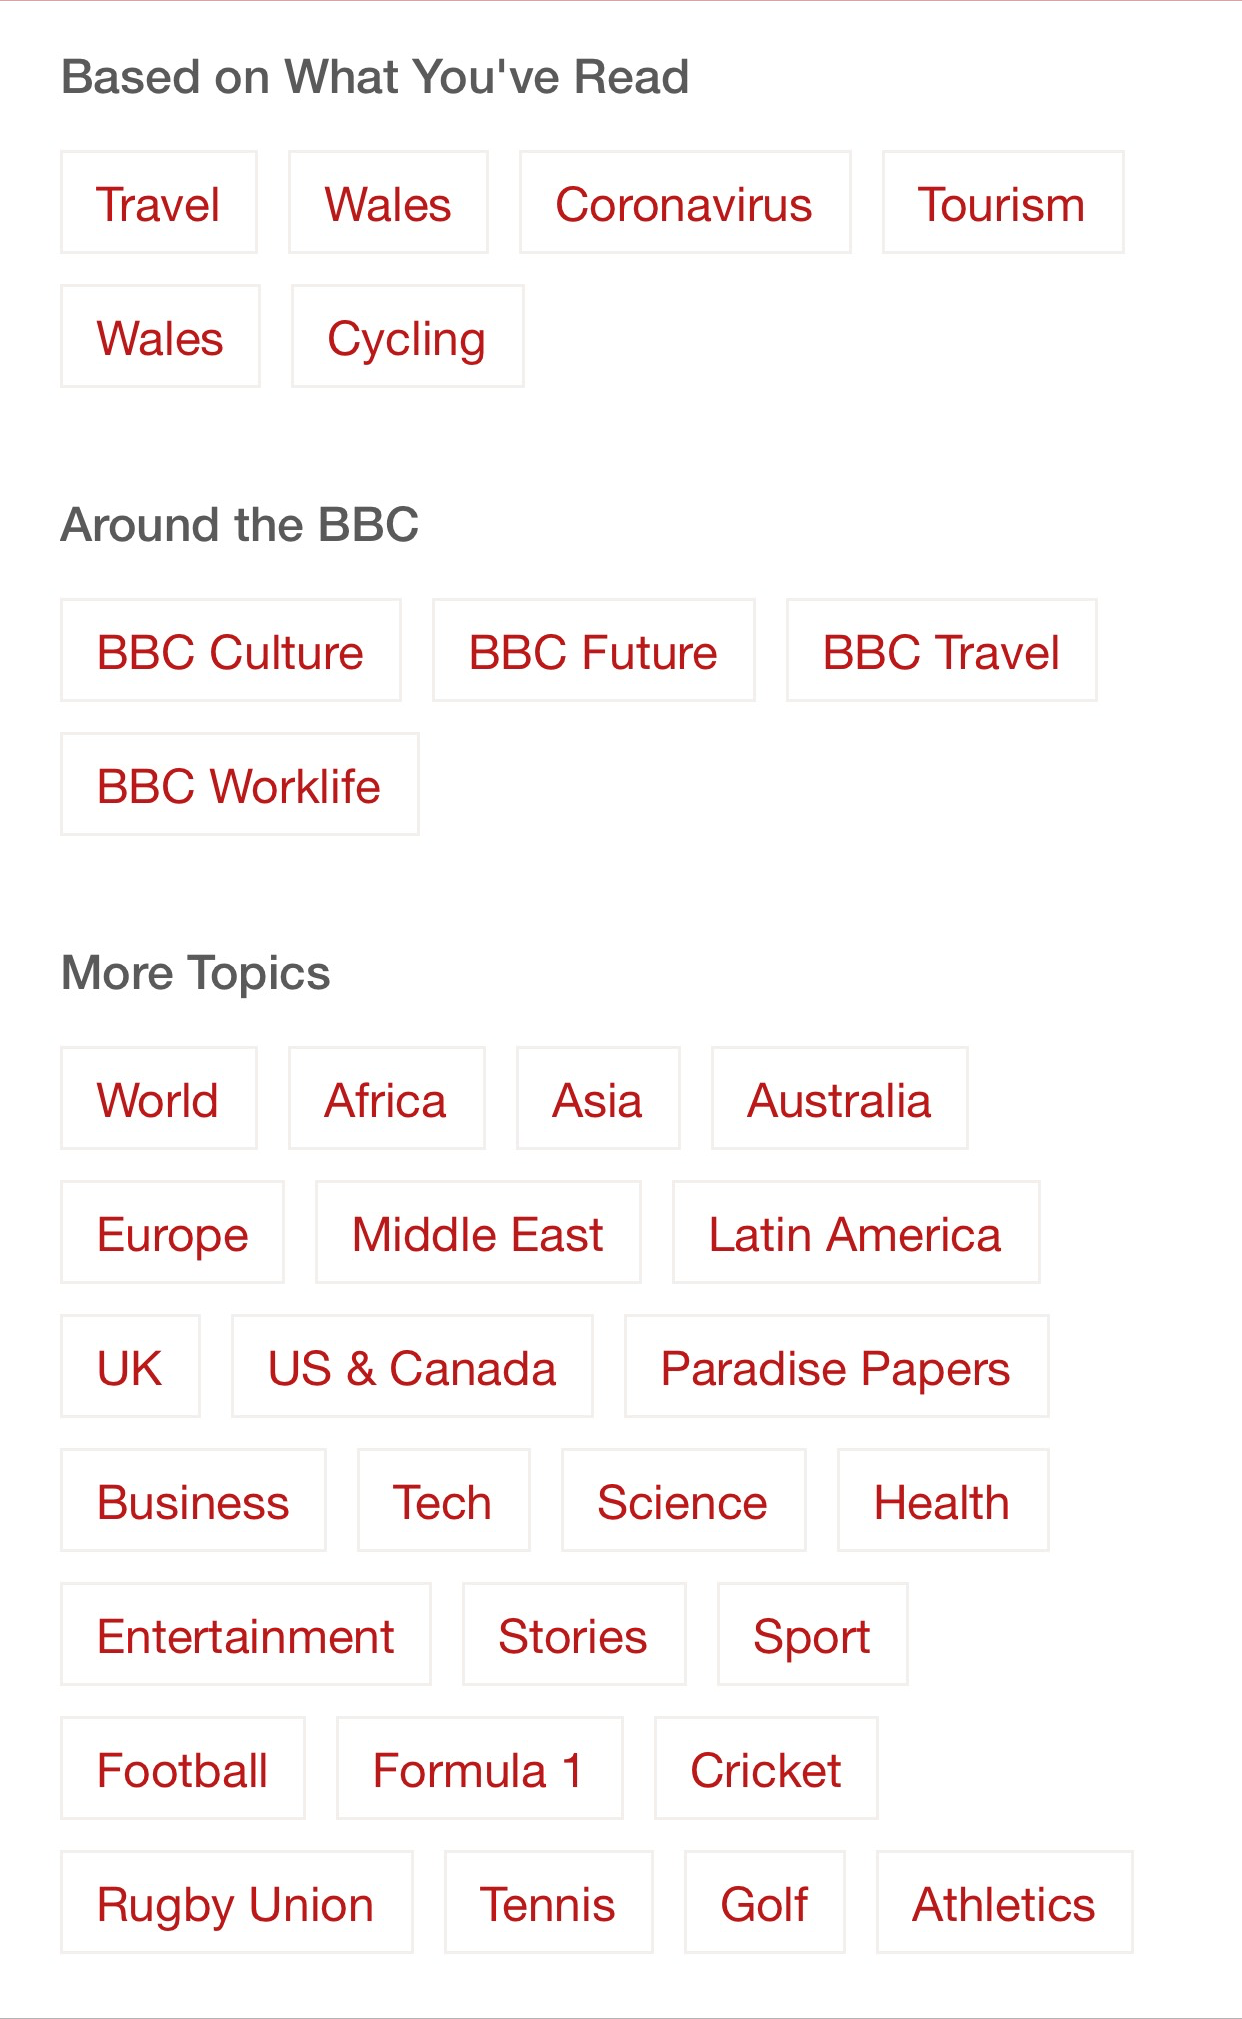 Based on What You've Read
Travel Wales Coronavirus Tourism
Wales Cycling
Around the BBC
BBC Culture BBC Future BBC Travel
BBC Worklife
More Topics
World Africa Asia Australia
Europe Middle East Latin America
UK US & Canada Paradise Papers
Business Tech Science Health
Entertainment Stories Sport
Football Formula 1 Cricket
Rugby Union Tennis Golf Athletics